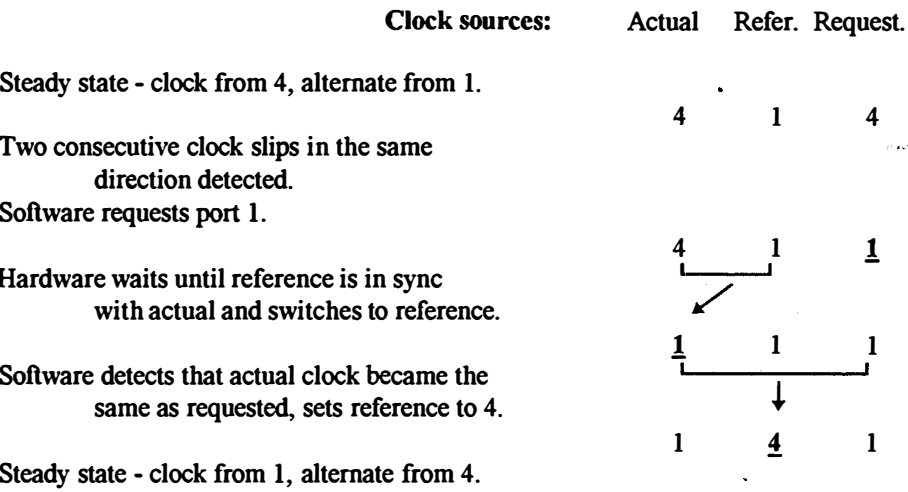 Clock sources: Actual Refer. Request.
Steady state - clock from 4, alternate from 1.
4 1 4
Two consecutive clock slips in the same
direction detected.
Software requests port 1.
4 1 1
Hardware waits until reference is in sync
with actual and switches to reference.
1 1 1
Software detects that actual clock became the
same as requested, sets reference to 4.
1 4 1
Steady state - clock from 1, alternate from 4.